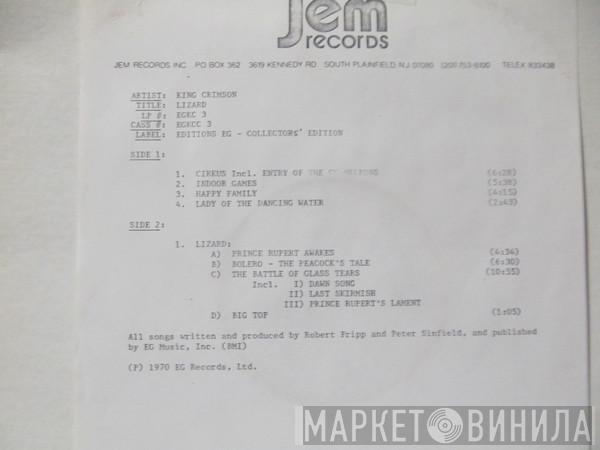 jem
records
JEM RECORDS INC. PO BOX 362 3619 KENNEDY RD. SOUTH PLAINFIELD, N.J. 07080 (201) 753-6100 TELEX 833438
ARTIST: KING CRIMSON
TITLE: LIZARD
LP #: EGKC 3
CASS #: EGKCC 3
LABEL: EDITIONS EG - COLLECTORS' EDITION
SIDE 1:
1. CIRKUS Incl. ENTRY OF THE CHAMELEONS (6:28)
2. INDOOR GAMES (5:38)
3. HAPPY FAMILY (4:15)
4. LADY OF THE DANCING WATER (2:43)
SIDE 2:
1. LIZARD:
A) PRINCE RUPERT AWAKES (4:34)
B) BOLERO - THE PEACOCK'S TALE (6:30)
C) THE BATTLE OF GLASS TEARS (10:55)
Incl. I) DAWN SONG
II) LAST SKIRMISH
III) PRINCE RUPERT'S LAMENT
D) BIG TOP (1:05)
All songs written and produced by Robert Fripp and Peter Sinfield, and published
by EG Music, Inc. (BMI)
(P) 1970 EG Records, Ltd.
МАРКЕТ ВИНИЛА